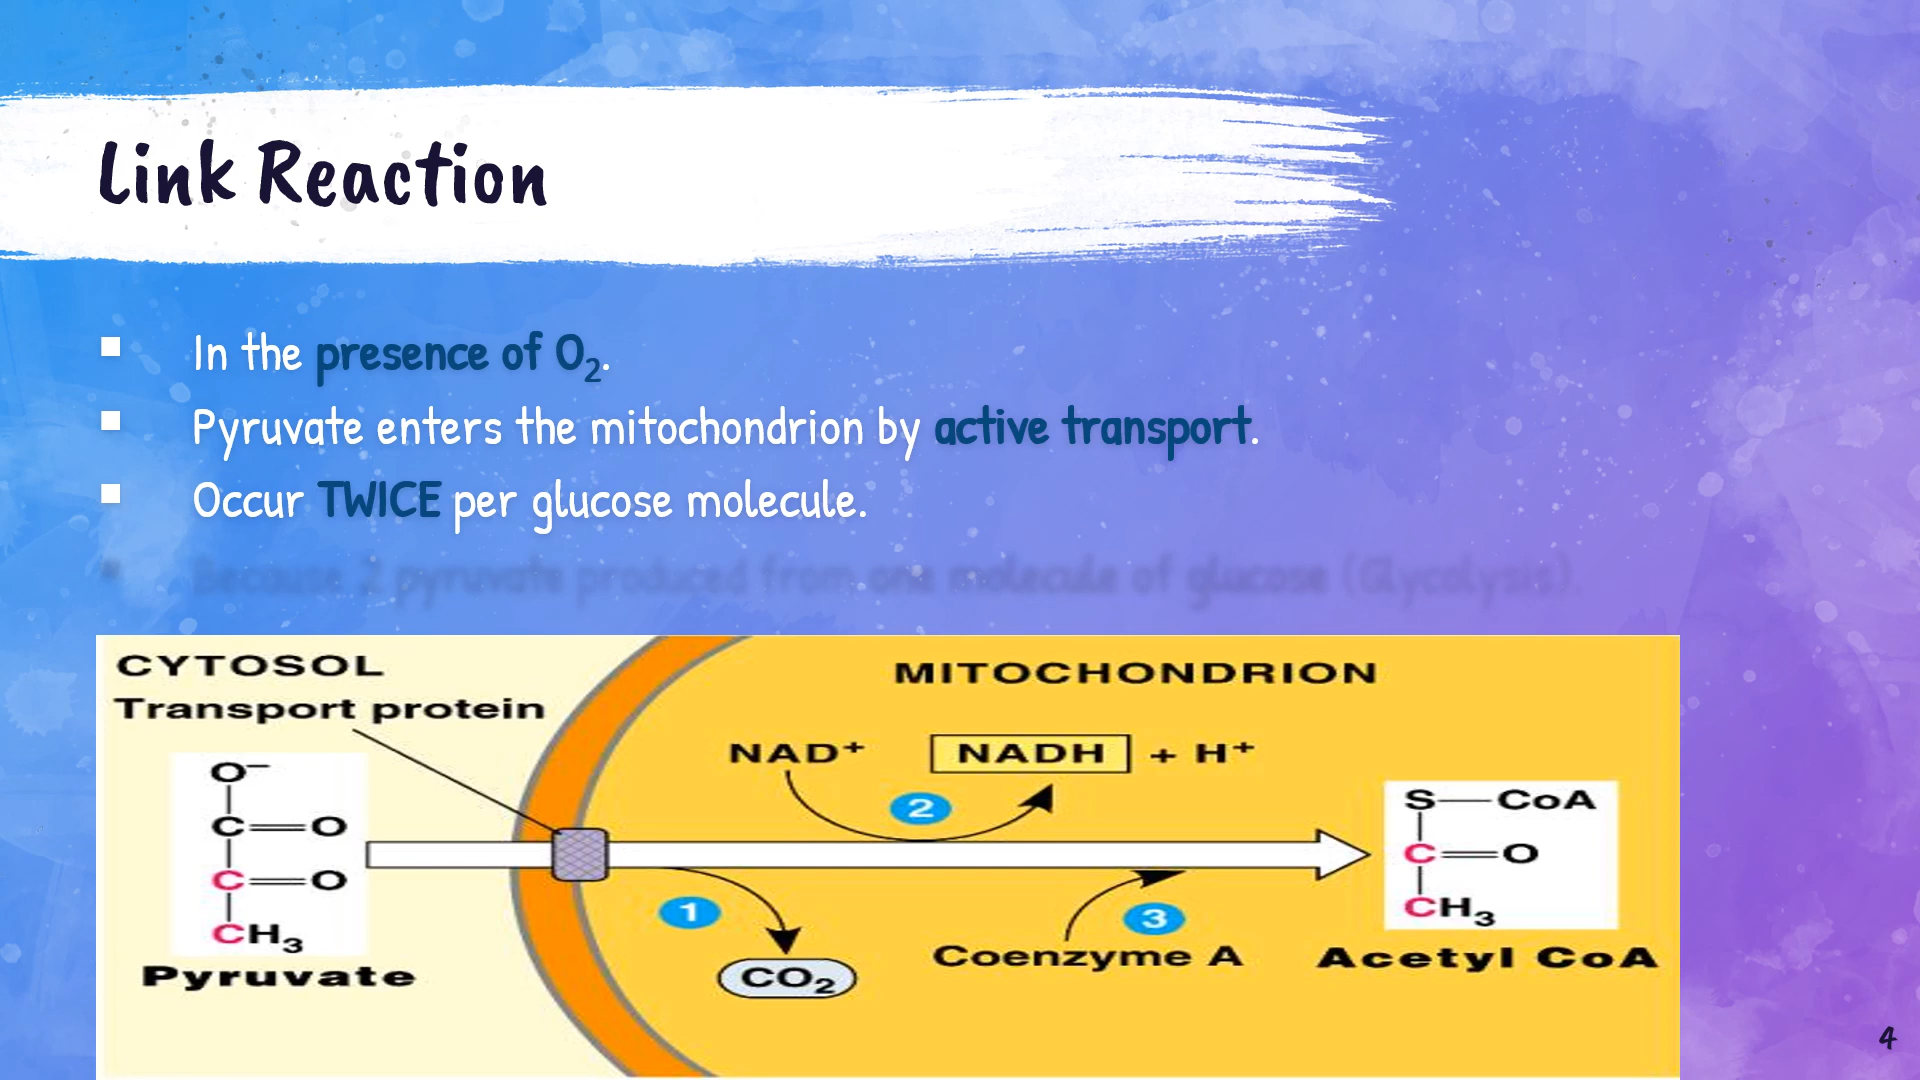 Link Reaction
▪ In the presence of O₂.
▪ Pyruvate enters the mitochondrion by active transport.
▪ Occur TWICE per glucose molecule.
▪ Because 2 pyruvate produced from one molecule of glucose (Glycolysis).
CYTOSOL
MITOCHONDRION
Transport protein
NAD⁺ NADH + H⁺
O⁻
C=O
C=O
CH₃
Pyruvate
1
2
3
CO₂
Coenzyme A
S—CoA
C=O
CH₃
Acetyl CoA
4